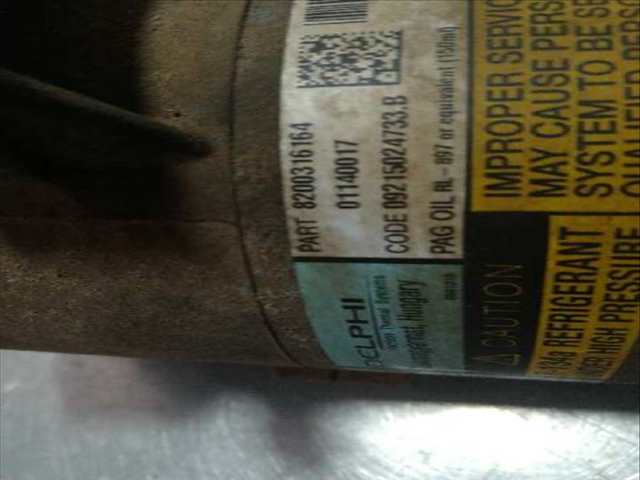 PART 8200316164
01140017
CODE 09215024733.B
PAG OIL RL - 897 or equivalent (150ml)
DELPHI
Hungary
CAUTION
IMPROPER SERVIC
MAY CAUSE PERS
SYSTEM TO BE SE
REFRIGERANT
HIGH PRESSURE